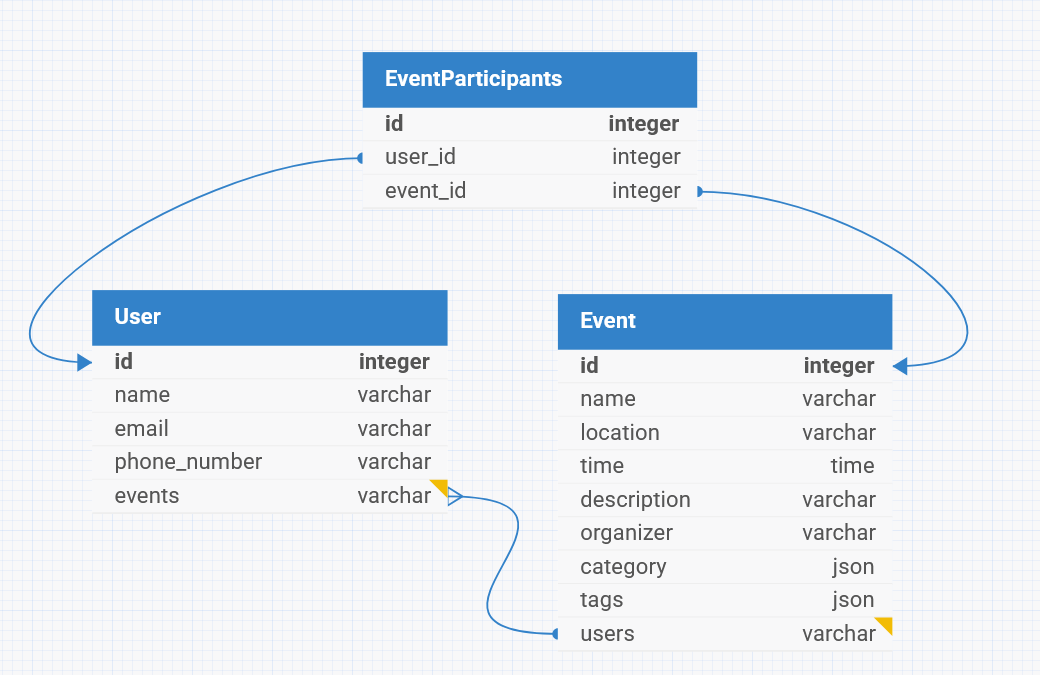 EventParticipants
id integer
user_id integer
event_id integer
User
id integer
name varchar
email varchar
phone_number varchar
events varchar
Event
id integer
name varchar
location varchar
time time
description varchar
organizer varchar
category json
tags json
users varchar